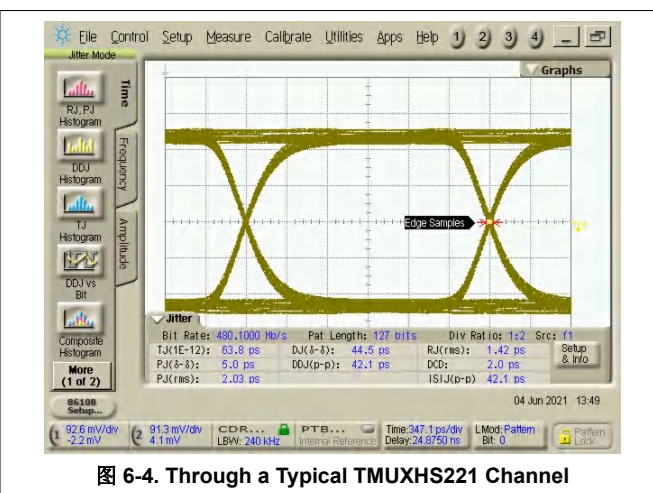 File Control Setup Measure Calibrate Utilities Apps Help 1 2 3 4
Jitter Mode
Graphs
Time
Frequency
Amplitude
RJ, PJ
Histogram
DDJ
Histogram
TJ
Histogram
DDJ vs
Bit
Composite
Histogram
More
(1 of 2)
Edge Samples
Jitter
Bit Rate: 480.1000 Mb/s Pat Length: 127 bits Div Ratio: 1:2 Src: f1
TJ(1E-12): 63.8 ps DJ(δ-δ): 44.5 ps RJ(rms): 1.42 ps
PJ(δ-δ): 5.0 ps DDJ(p-p): 42.1 ps DCD: 2.0 ps
PJ(rms): 2.03 ps ISIJ(p-p) 42.1 ps
Setup
& Info
86108
Setup...
04 Jun 2021 13:49
1 92.6 mV/div
-2.2 mV
2 91.3 mV/div
4.1 mV
CDR...
LBW: 240 kHz
PTB...
Internal Reference
Time:347.1 ps/div
Delay:24.8750 ns
LMod: Pattern
Bit: 0
Pattern
Lock
图 6-4. Through a Typical TMUXHS221 Channel